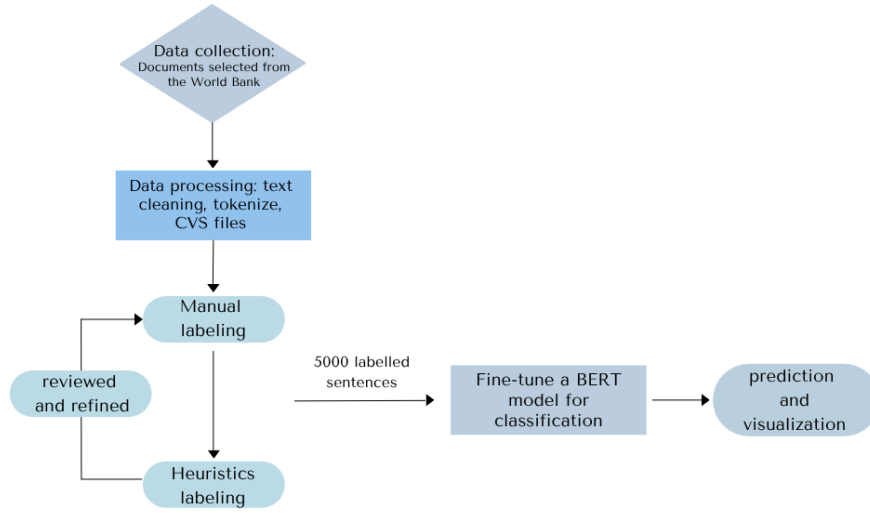 Data collection:
Documents selected from
the World Bank
Data processing: text
cleaning, tokenize,
CVS files
Manual
labeling
reviewed
and refined
Heuristics
labeling
5000 labelled
sentences
Fine-tune a BERT
model for
classification
prediction
and
visualization